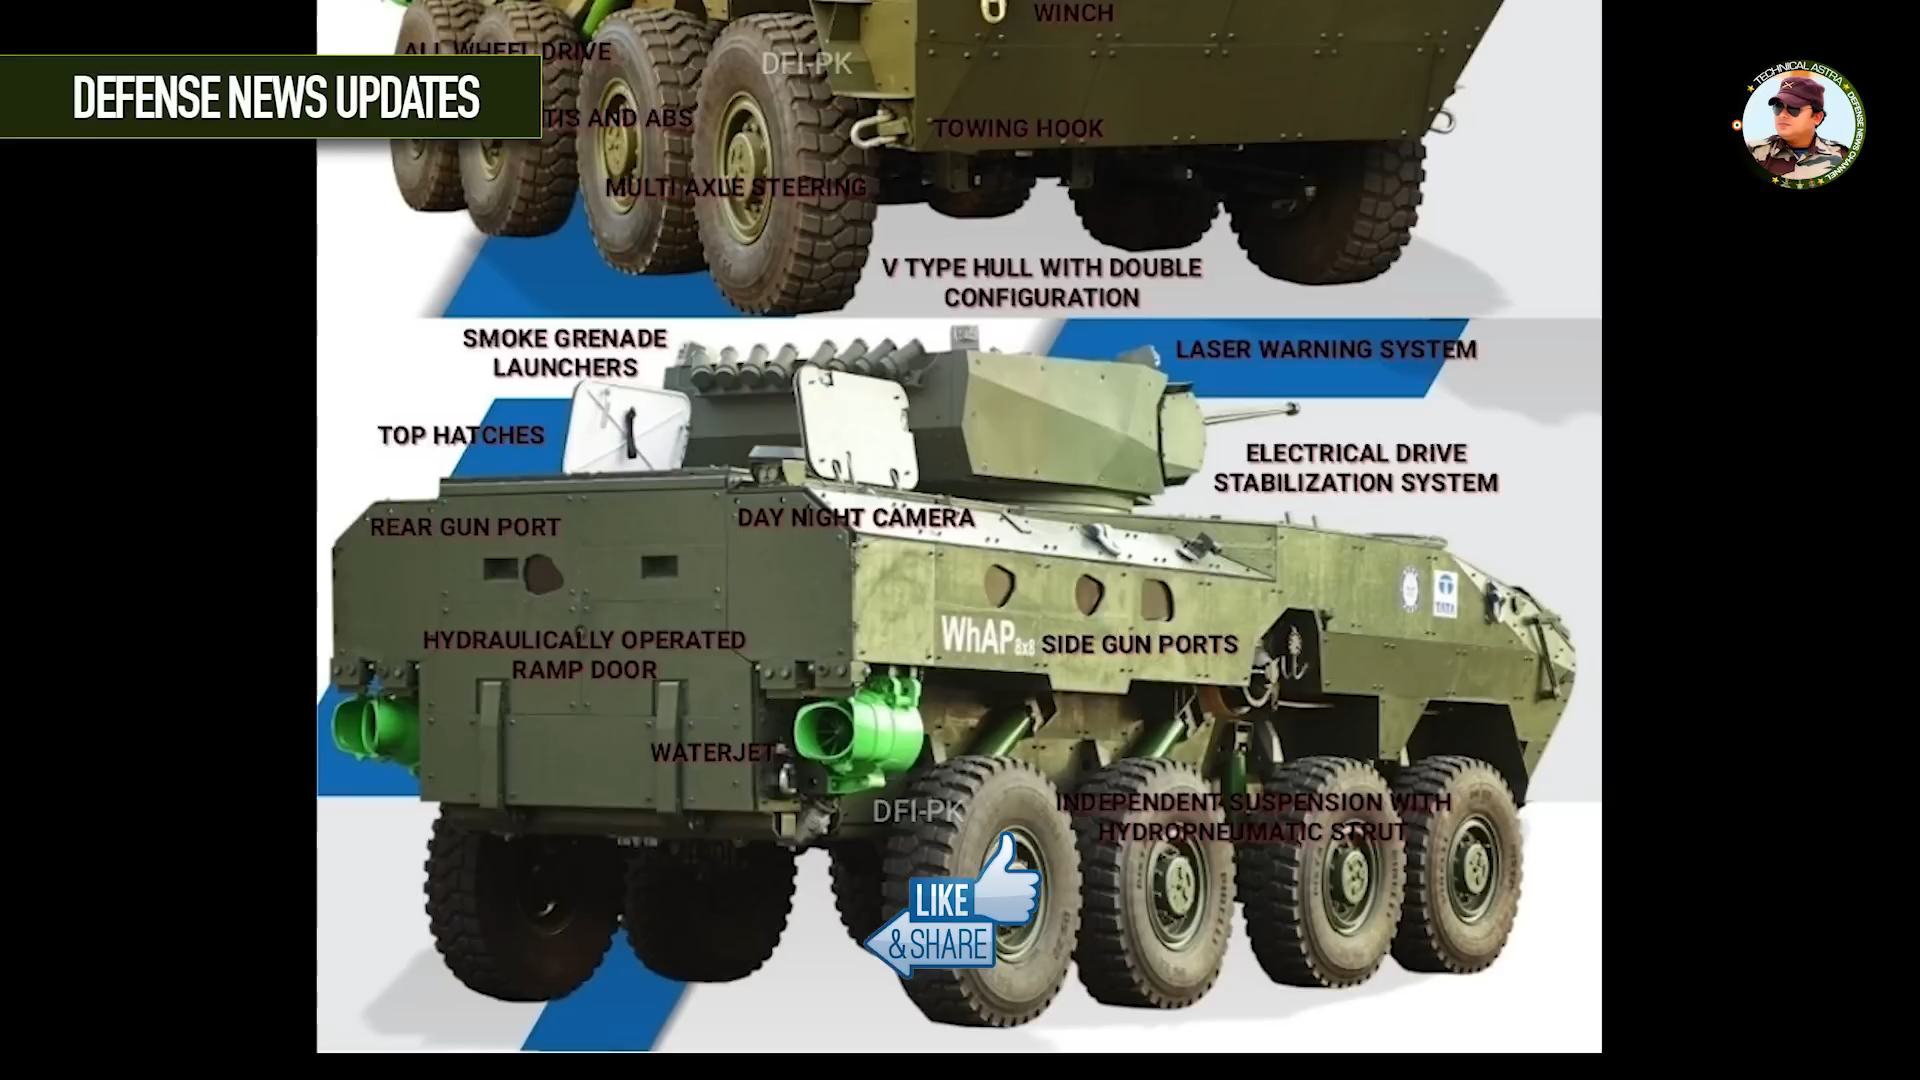 WINCH
ALL WHEEL DRIVE
DFI-PK
DEFENSE NEWS UPDATES
TECHNICAL ASTRA
DEFENSE NEWS CHANNEL
TIS AND ABS
TOWING HOOK
MULTI AXLE STEERING
V TYPE HULL WITH DOUBLE
CONFIGURATION
SMOKE GRENADE
LAUNCHERS
LASER WARNING SYSTEM
TOP HATCHES
ELECTRICAL DRIVE
STABILIZATION SYSTEM
REAR GUN PORT
DAY NIGHT CAMERA
TATA
HYDRAULICALLY OPERATED
RAMP DOOR
WhAP8x8
SIDE GUN PORTS
WATERJET
DFI-PK
INDEPENDENT SUSPENSION WITH
HYDROPNEUMATIC STRUT
LIKE
& SHARE